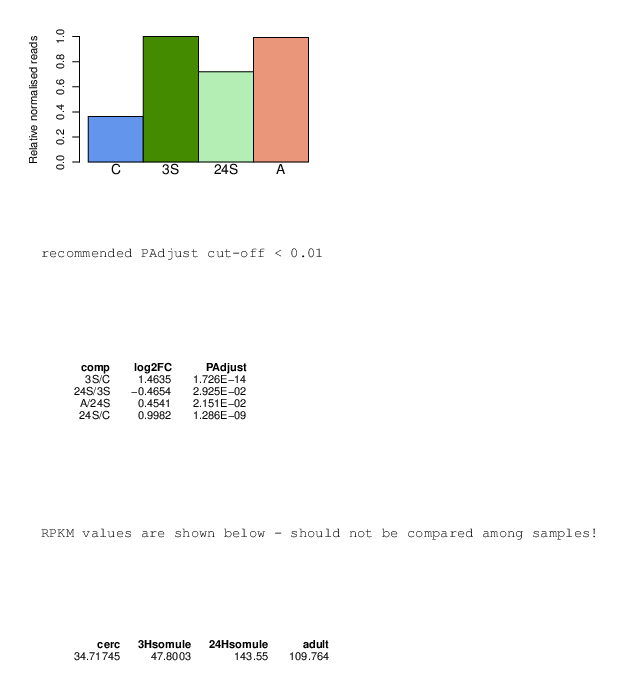 Relative normalised reads
1.0
0.8
0.6
0.4
0.2
0.0
C 3S 24S A
recommended PAdjust cut-off < 0.01
comp log2FC PAdjust
3S/C 1.4635 1.726E−14
24S/3S −0.4654 2.925E−02
A/24S 0.4541 2.151E−02
24S/C 0.9982 1.286E−09
RPKM values are shown below - should not be compared among samples!
cerc 3Hsomule 24Hsomule adult
34.71745 47.8003 143.55 109.764